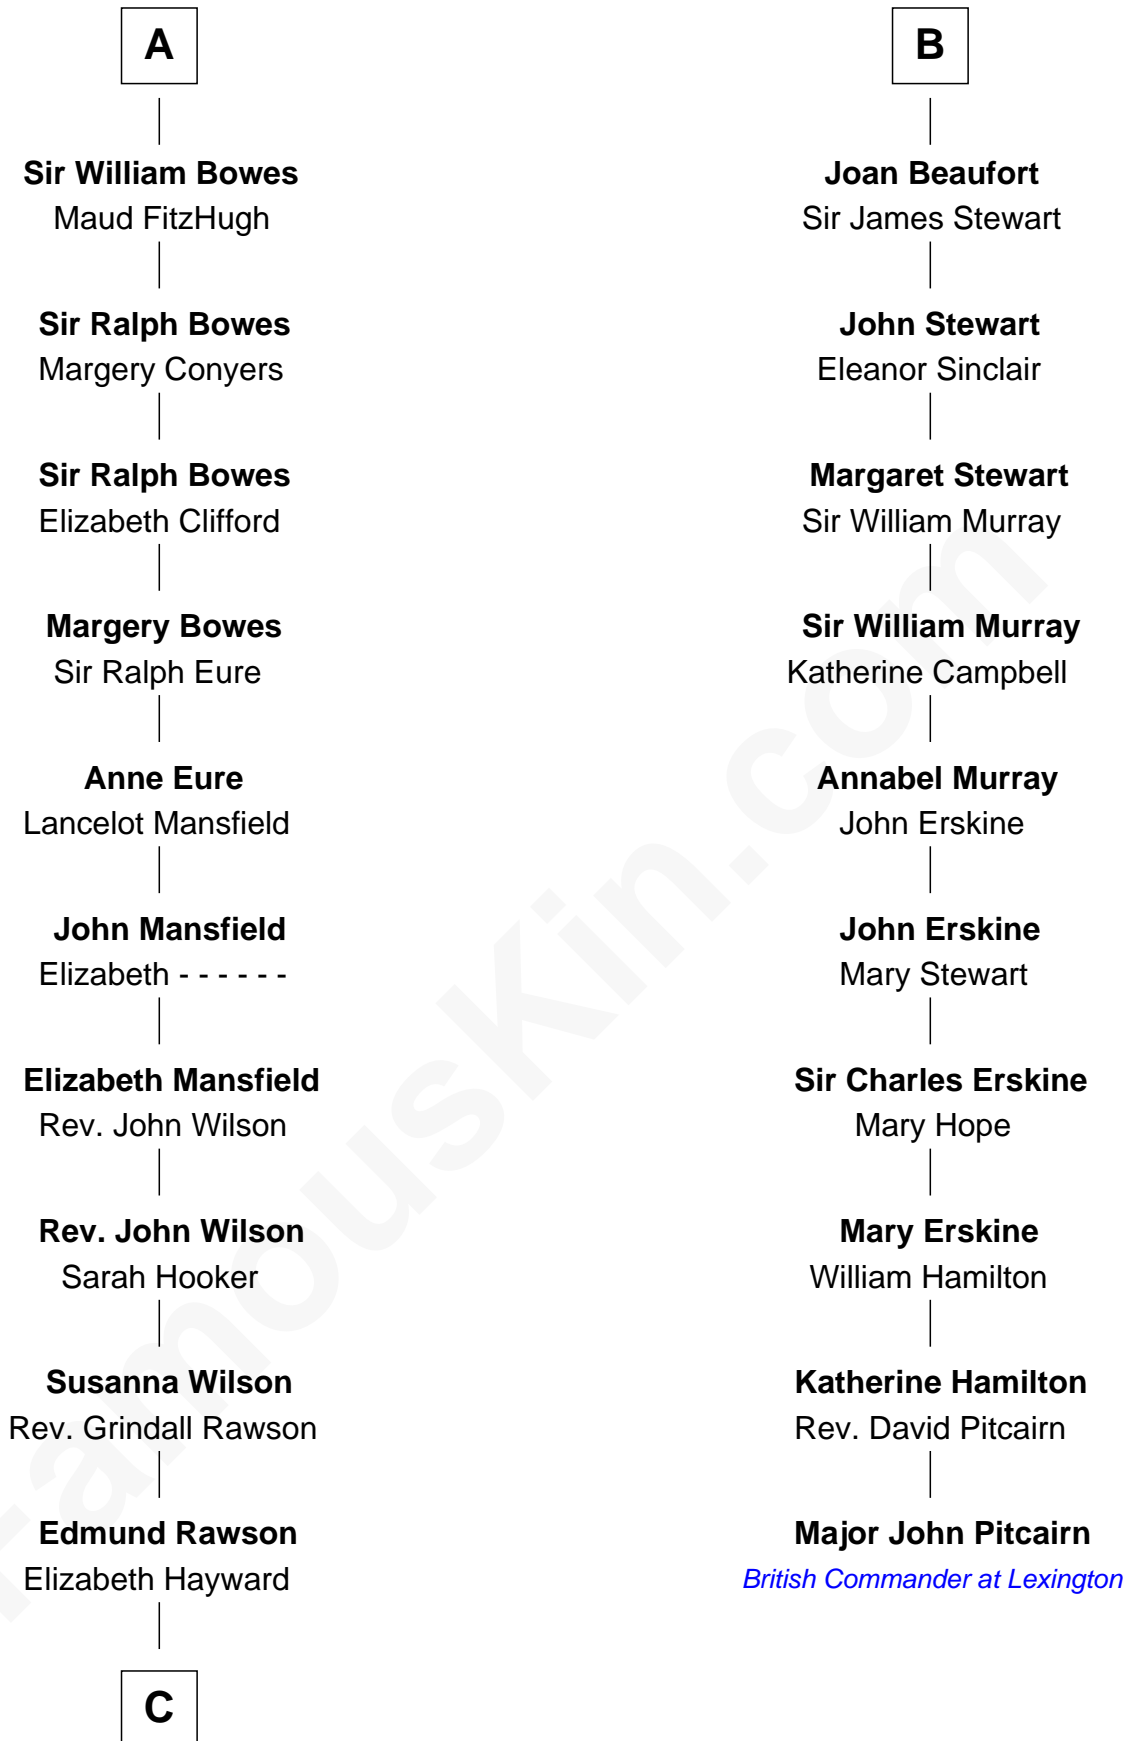 A
Sir William Bowes
Maud FitzHugh
Sir Ralph Bowes
Margery Conyers
Sir Ralph Bowes
Elizabeth Clifford
Margery Bowes
Sir Ralph Eure
Anne Eure
Lancelot Mansfield
John Mansfield
Elizabeth - - - - - -
Elizabeth Mansfield
Rev. John Wilson
Rev. John Wilson
Sarah Hooker
Susanna Wilson
Rev. Grindall Rawson
Edmund Rawson
Elizabeth Hayward
C
B
Joan Beaufort
Sir James Stewart
John Stewart
Eleanor Sinclair
Margaret Stewart
Sir William Murray
Sir William Murray
Katherine Campbell
Annabel Murray
John Erskine
John Erskine
Mary Stewart
Sir Charles Erskine
Mary Hope
Mary Erskine
William Hamilton
Katherine Hamilton
Rev. David Pitcairn
Major John Pitcairn
British Commander at Lexington
FamousKin.com